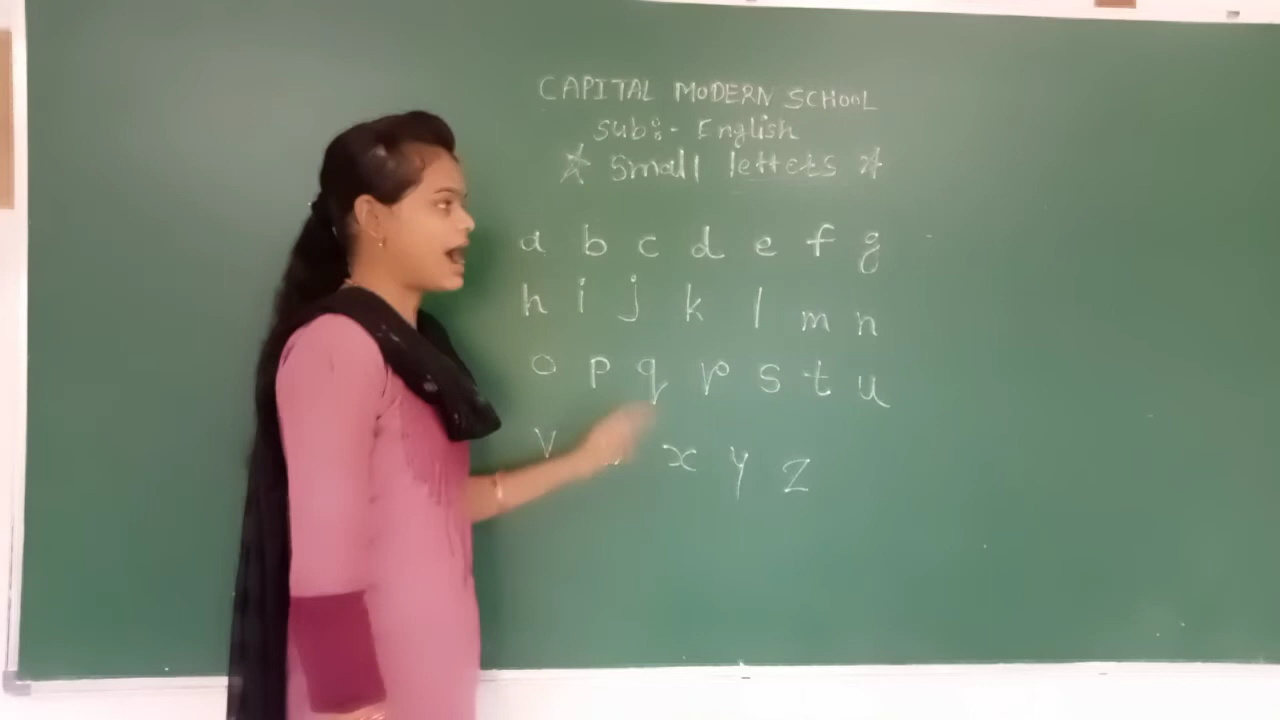 CAPITAL MODERN SCHOOL
Sub:- English
☆ Small letters ☆
a b c d e f g
h i j k l m n
o p q r s t u
v x y z